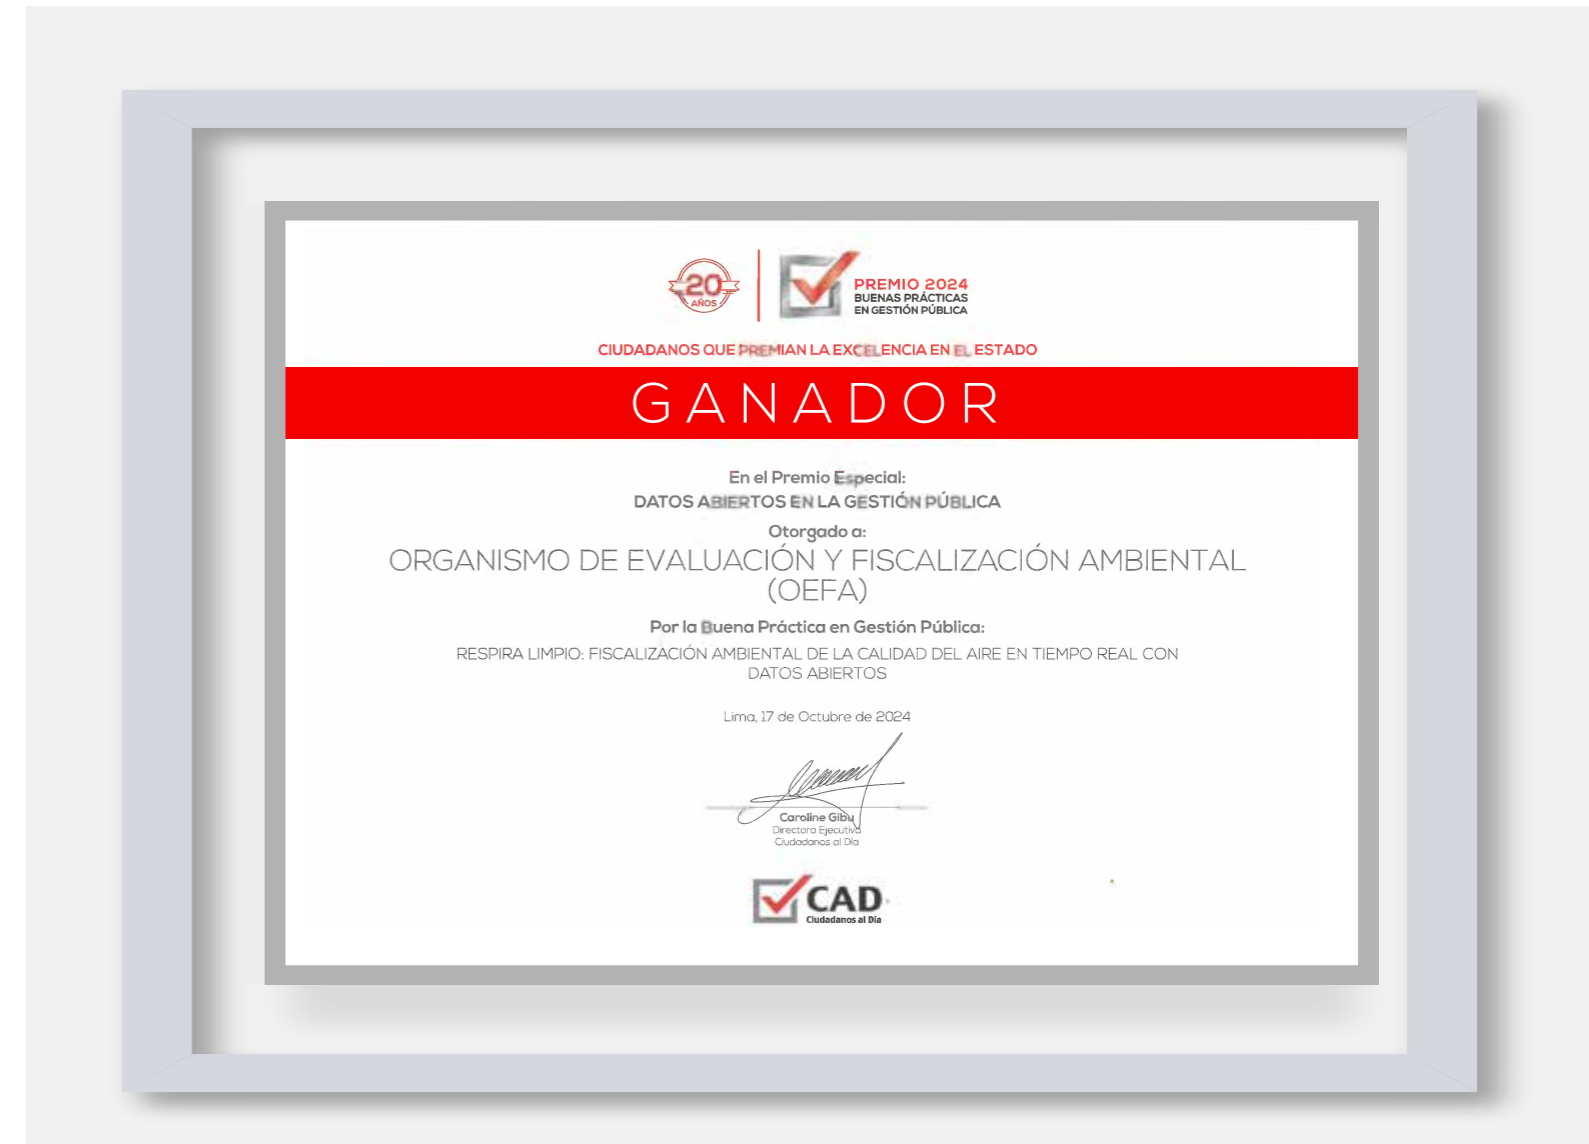 20
AÑOS
PREMIO 2024
BUENAS PRÁCTICAS
EN GESTIÓN PÚBLICA
CIUDADANOS QUE PREMIAN LA EXCELENCIA EN EL ESTADO
GANADOR
En el Premio Especial:
DATOS ABIERTOS EN LA GESTIÓN PÚBLICA
Otorgado a:
ORGANISMO DE EVALUACIÓN Y FISCALIZACIÓN AMBIENTAL
(OEFA)
Por la Buena Práctica en Gestión Pública:
RESPIRA LIMPIO: FISCALIZACIÓN AMBIENTAL DE LA CALIDAD DEL AIRE EN TIEMPO REAL CON
DATOS ABIERTOS
Lima, 17 de Octubre de 2024
Caroline Gibu
Directora Ejecutiva
Ciudadanos al Día
CAD
Ciudadanos al Día